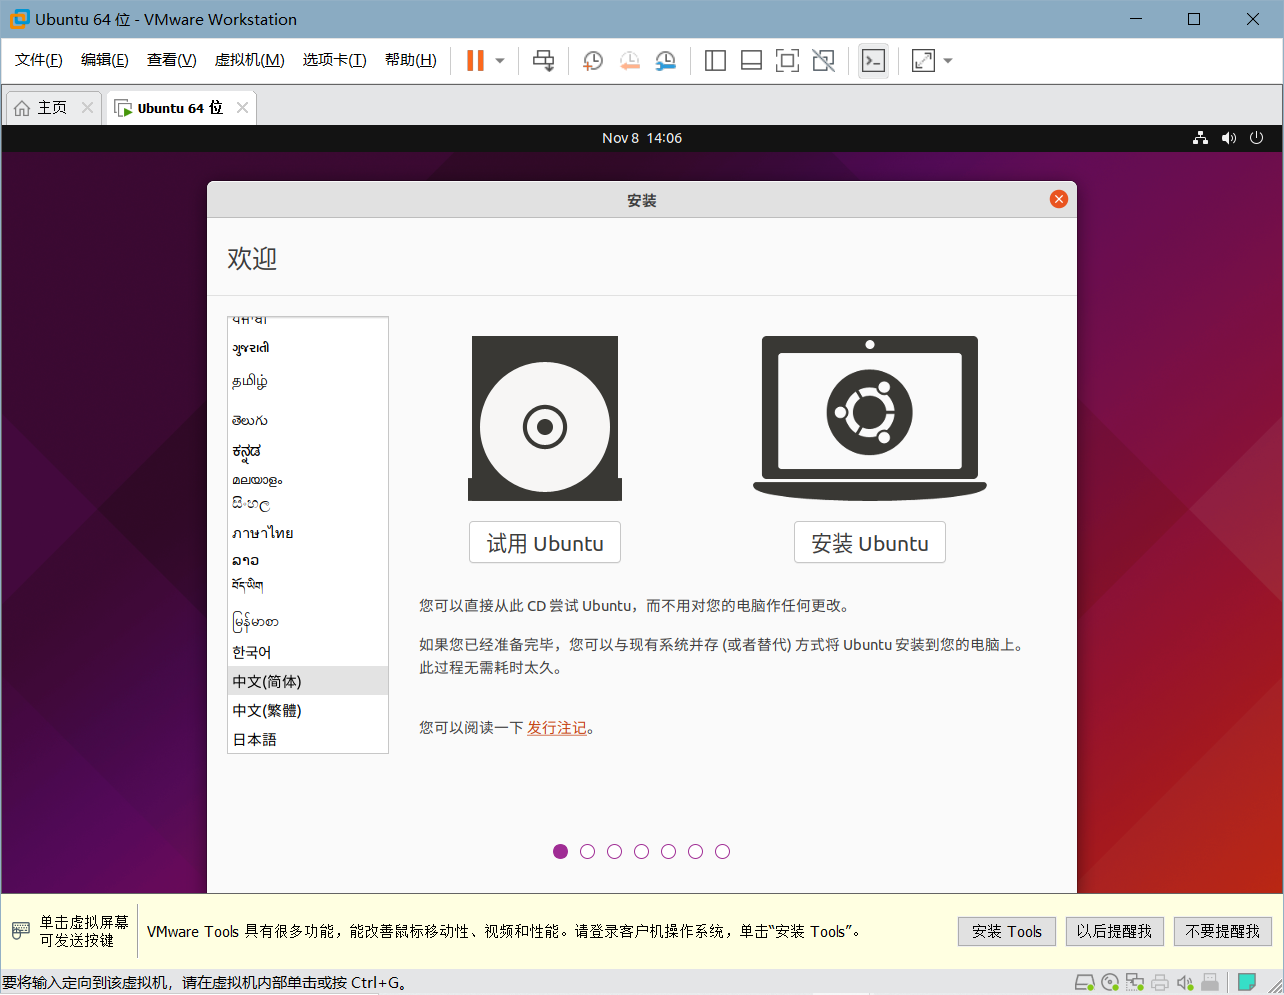 Ubuntu 64 位 - VMware Workstation
文件(F) 编辑(E) 查看(V) 虚拟机(M) 选项卡(T) 帮助(H)
主页 Ubuntu 64 位
Nov 8 14:06
安装
欢迎
ગુજરાતી
தமிழ்
తెలుగు
ಕನ್ನಡ
മലയാളം
සිංහල
ภาษาไทย
ລາວ
བོད་ཡིག
မြန်မာစာ
한국어
中文(简体)
中文(繁體)
日本語
试用 Ubuntu
安装 Ubuntu
您可以直接从此 CD 尝试 Ubuntu，而不用对您的电脑作任何更改。
如果您已经准备完毕，您可以与现有系统并存 (或者替代) 方式将 Ubuntu 安装到您的电脑上。
此过程无需耗时太久。
您可以阅读一下 发行注记。
单击虚拟屏幕
可发送按键
VMware Tools 具有很多功能，能改善鼠标移动性、视频和性能。请登录客户机操作系统，单击“安装 Tools”。
安装 Tools
以后提醒我
不要提醒我
要将输入定向到该虚拟机，请在虚拟机内部单击或按 Ctrl+G。